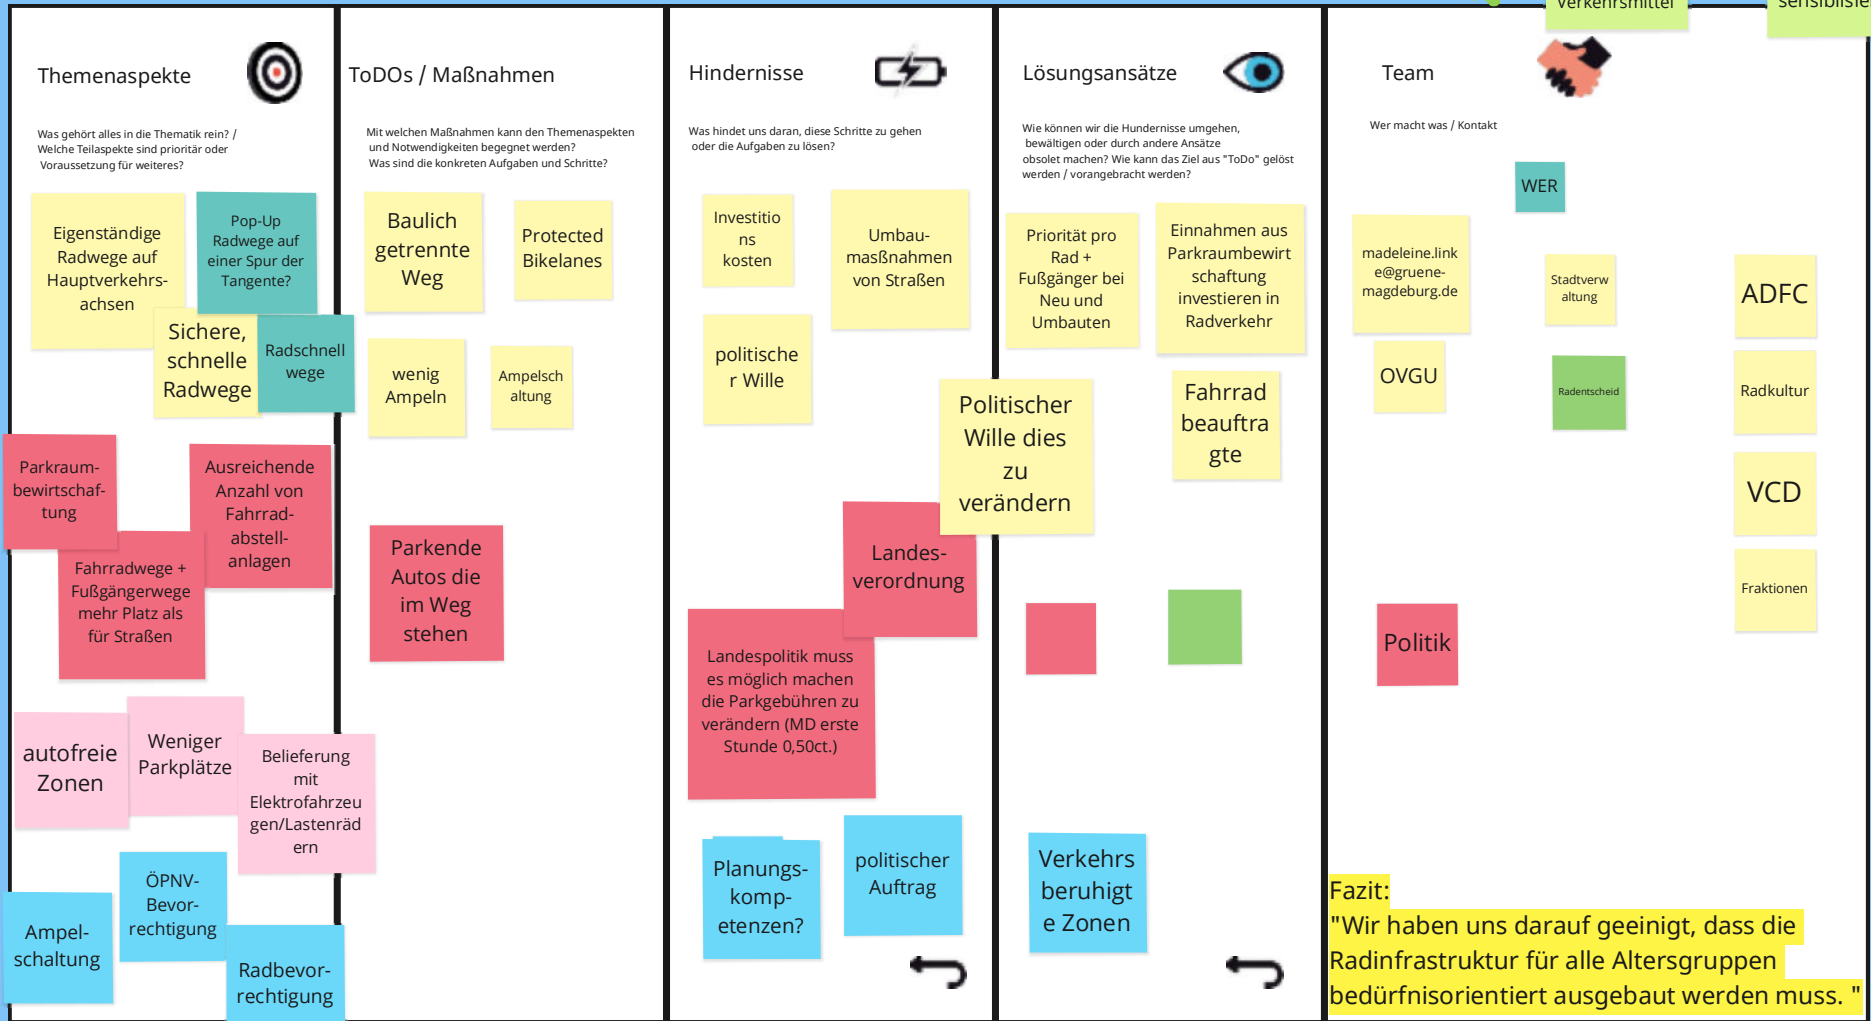 Verkehrsmittel
Themenaspekte
Was gehört alles in die Thematik rein? /
Welche Teilaspekte sind prioritär oder
Voraussetzung für weiteres?
Eigenständige
Radwege auf
Hauptverkehrs-
achsen
Pop-Up
Radwege auf
einer Spur der
Tangente?
Sichere,
schnelle
Radwege
Radschnell
wege
Parkraum-
bewirtschaf-
tung
Ausreichende
Anzahl von
Fahrrad-
abstell-
anlagen
Fahrradwege +
Fußgängerwege
mehr Platz als
für Straßen
autofreie
Zonen
Weniger
Parkplätze
Belieferung
mit
Elektrofahrzeu
gen/Lastenräd
ern
Ampel-
schaltung
ÖPNV-
Bevor-
rechtigung
Radbevor-
rechtigung
ToDOs / Maßnahmen
Mit welchen Maßnahmen kann den Themenaspekten
und Notwendigkeiten begegnet werden?
Was sind die konkreten Aufgaben und Schritte?
Baulich
getrennte
Weg
Protected
Bikelanes
wenig
Ampeln
Ampelsch
altung
Parkende
Autos die
im Weg
stehen
Hindernisse
Was hindet uns daran, diese Schritte zu gehen
oder die Aufgaben zu lösen?
Investitio
ns
kosten
Umbau-
masßnahmen
von Straßen
politische
r Wille
Politischer
Wille dies
zu
verändern
Landes-
verordnung
Landespolitik muss
es möglich machen
die Parkgebühren zu
verändern (MD erste
Stunde 0,50ct.)
Planungs-
komp-
etenzen?
politischer
Auftrag
Lösungsansätze
Wie können wir die Hundernisse umgehen,
bewältigen oder durch andere Ansätze
obsolet machen? Wie kann das Ziel aus "ToDo" gelöst
werden / vorangebracht werden?
Priorität pro
Rad +
Fußgänger bei
Neu und
Umbauten
Einnahmen aus
Parkraumbewirt
schaftung
investieren in
Radverkehr
Fahrrad
beauftra
gte
Verkehrs
beruhigt
e Zonen
Team
Wer macht was / Kontakt
WER
madeleine.link
e@gruene-
magdeburg.de
Stadtverw
altung
ADFC
OVGU
Radentscheid
Radkultur
VCD
Fraktionen
Politik
Fazit:
"Wir haben uns darauf geeinigt, dass die
Radinfrastruktur für alle Altersgruppen
bedürfnisorientiert ausgebaut werden muss. "